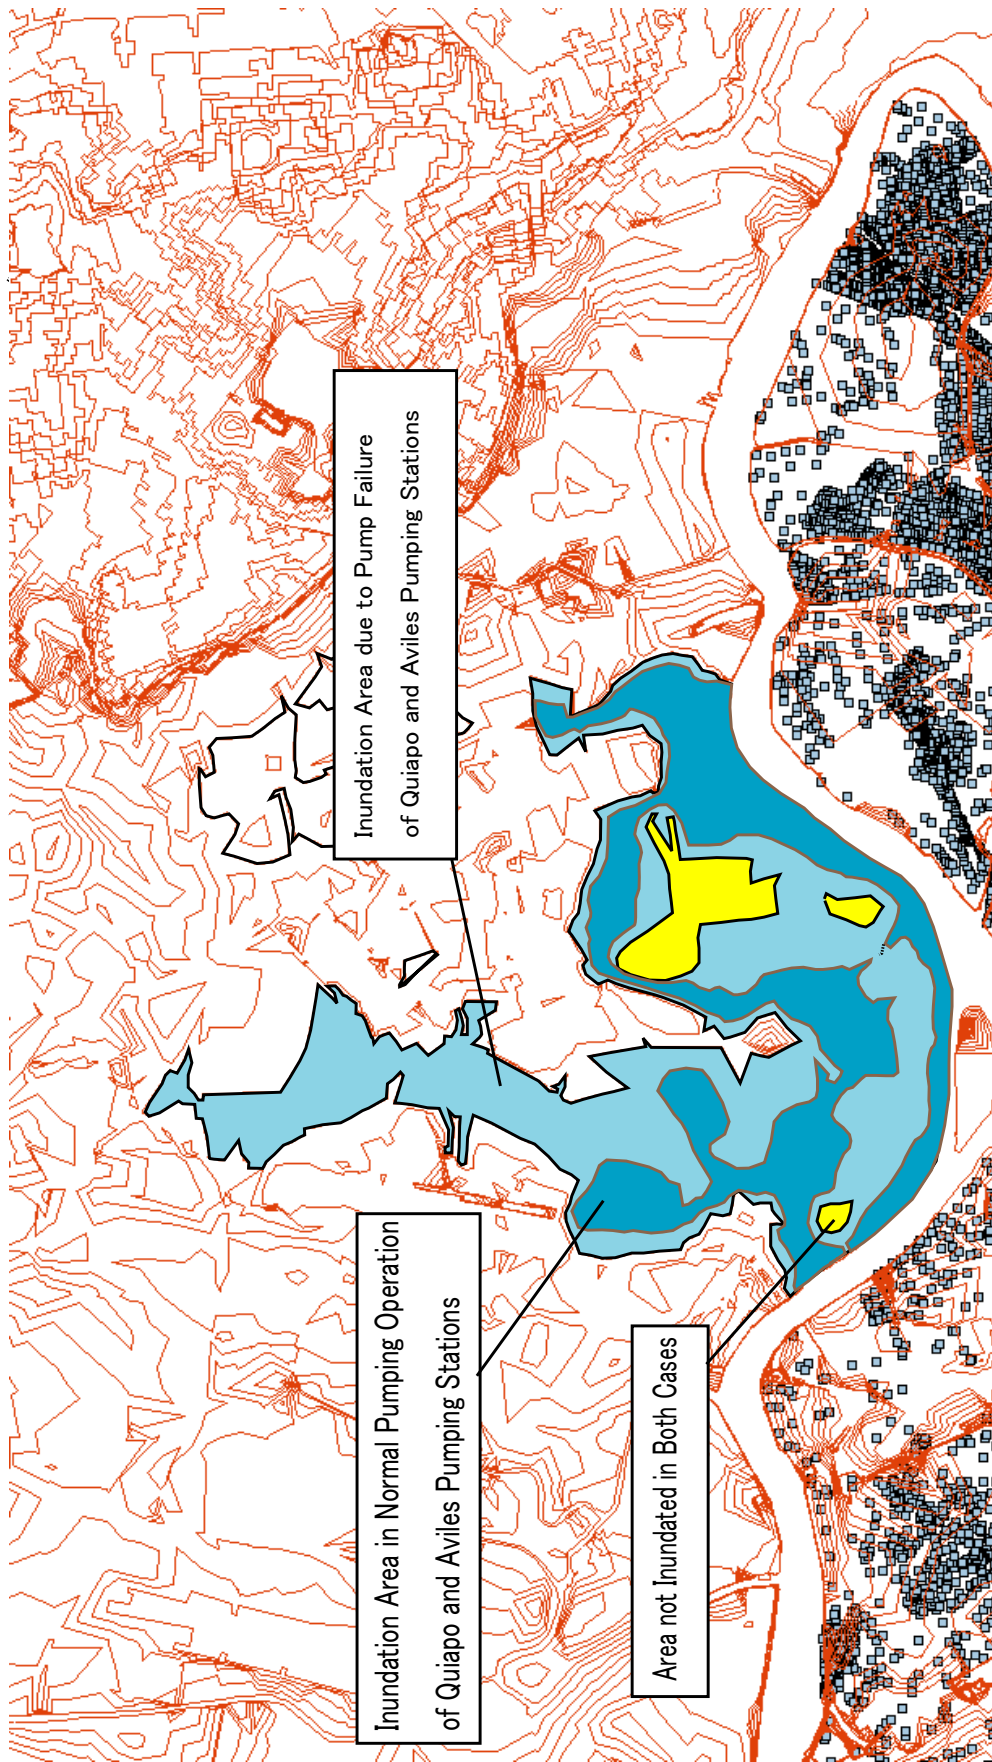 Inundation Area in Normal Pumping Operation
of Quiapo and Aviles Pumping Stations
Inundation Area due to Pump Failure
of Quiapo and Aviles Pumping Stations
Area not Inundated in Both Cases